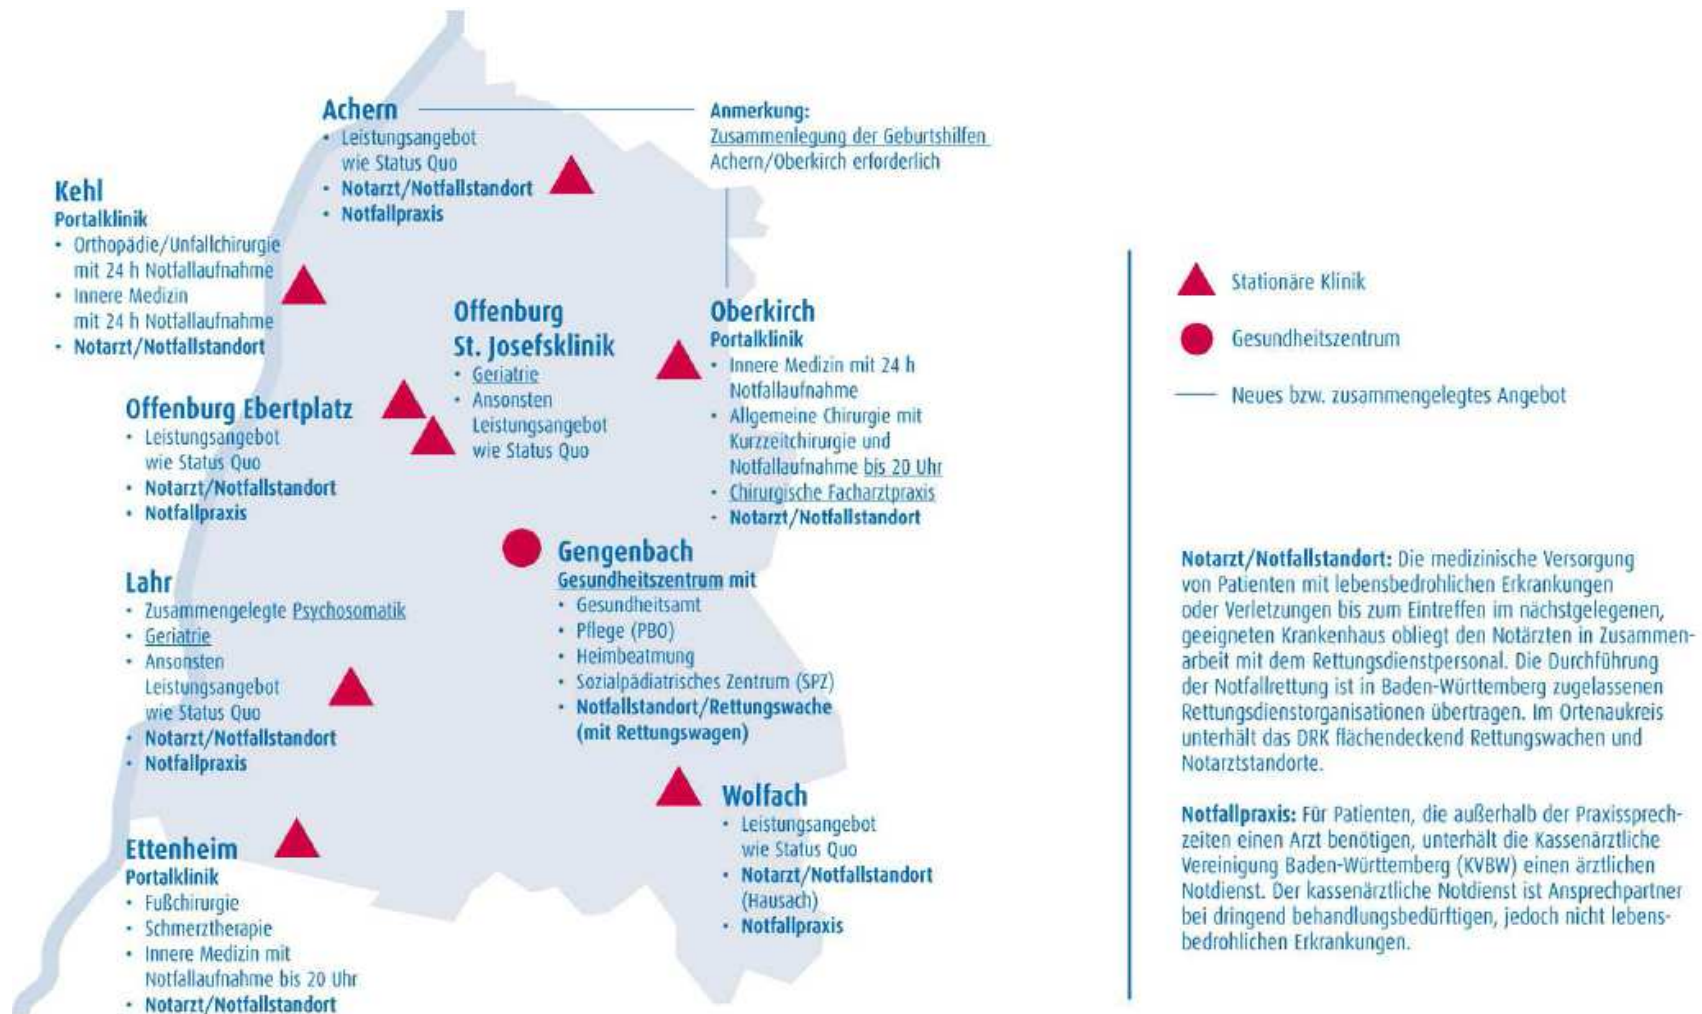 Achern
• Leistungsangebot
wie Status Quo
• Notarzt/Notfallstandort
• Notfallpraxis
Anmerkung:
Zusammenlegung der Geburtshilfen
Achern/Oberkirch erforderlich
Kehl
Portalklinik
• Orthopädie/Unfallchirurgie
mit 24 h Notfallaufnahme
• Innere Medizin
mit 24 h Notfallaufnahme
• Notarzt/Notfallstandort
Offenburg
St. Josefsklinik
• Geriatrie
• Ansonsten
Leistungsangebot
wie Status Quo
Oberkirch
Portalklinik
• Innere Medizin mit 24 h
Notfallaufnahme
• Allgemeine Chirurgie mit
Kurzzeitchirurgie und
Notfallaufnahme bis 20 Uhr
• Chirurgische Facharztpraxis
• Notarzt/Notfallstandort
Offenburg Ebertplatz
• Leistungsangebot
wie Status Quo
• Notarzt/Notfallstandort
• Notfallpraxis
Gengenbach
Gesundheitszentrum mit
• Gesundheitsamt
• Pflege (PBO)
• Heimbeatmung
• Sozialpädiatrisches Zentrum (SPZ)
• Notfallstandort/Rettungswache
(mit Rettungswagen)
Lahr
• Zusammengelegte Psychosomatik
• Geriatrie
• Ansonsten
Leistungsangebot
wie Status Quo
• Notarzt/Notfallstandort
• Notfallpraxis
Wolfach
• Leistungsangebot
wie Status Quo
• Notarzt/Notfallstandort
(Hausach)
• Notfallpraxis
Ettenheim
Portalklinik
• Fußchirurgie
• Schmerztherapie
• Innere Medizin mit
Notfallaufnahme bis 20 Uhr
• Notarzt/Notfallstandort
Stationäre Klinik
Gesundheitszentrum
Neues bzw. zusammengelegtes Angebot
Notarzt/Notfallstandort: Die medizinische Versorgung
von Patienten mit lebensbedrohlichen Erkrankungen
oder Verletzungen bis zum Eintreffen im nächstgelegenen,
geeigneten Krankenhaus obliegt den Notärzten in Zusammen-
arbeit mit dem Rettungsdienstpersonal. Die Durchführung
der Notfallrettung ist in Baden-Württemberg zugelassenen
Rettungsdienstorganisationen übertragen. Im Ortenaukreis
unterhält das DRK flächendeckend Rettungswachen und
Notarztstandorte.
Notfallpraxis: Für Patienten, die außerhalb der Praxissprech-
zeiten einen Arzt benötigen, unterhält die Kassenärztliche
Vereinigung Baden-Württemberg (KVBW) einen ärztlichen
Notdienst. Der kassenärztliche Notdienst ist Ansprechpartner
bei dringend behandlungsbedürftigen, jedoch nicht lebens-
bedrohlichen Erkrankungen.